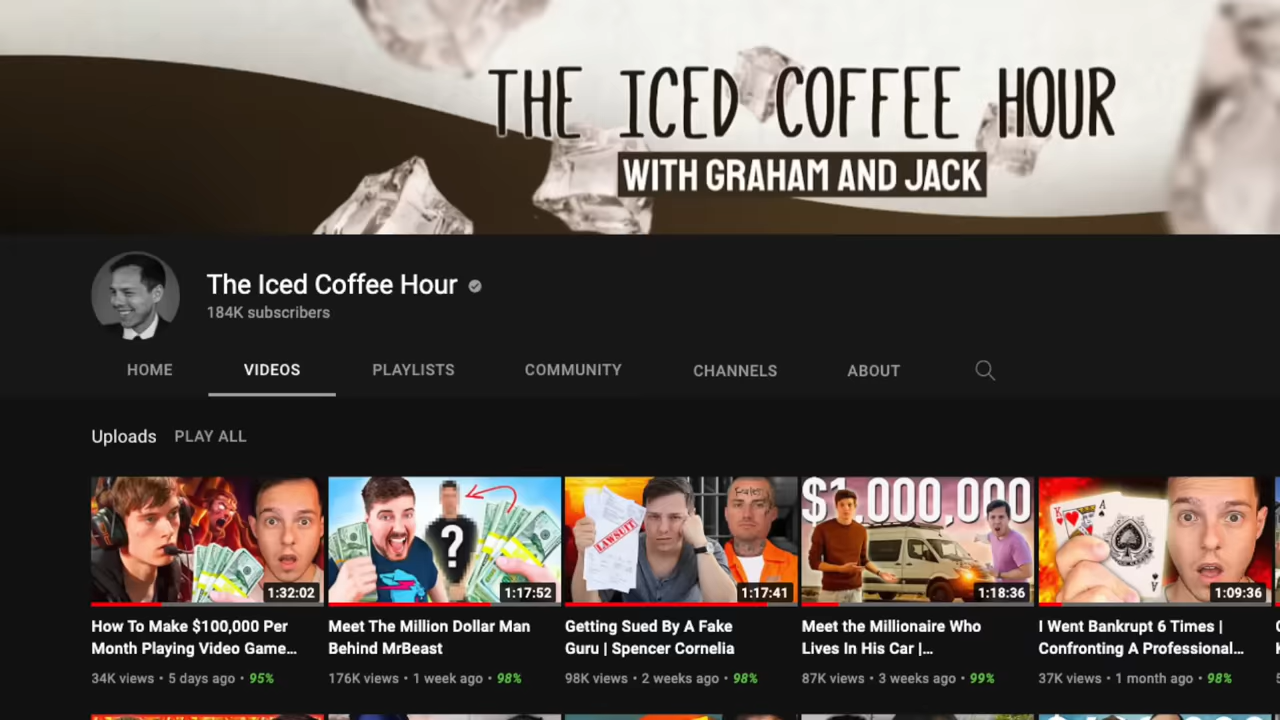 THE ICED COFFEE HOUR
WITH GRAHAM AND JACK
The Iced Coffee Hour
184K subscribers
HOME VIDEOS PLAYLISTS COMMUNITY CHANNELS ABOUT
Uploads PLAY ALL
?
LAWSUIT
$1,000,000
K A
A
1:32:02 1:17:52 1:17:41 1:18:36 1:09:36
How To Make $100,000 Per
Month Playing Video Game...
34K views • 5 days ago • 95%
Meet The Million Dollar Man
Behind MrBeast
176K views • 1 week ago • 98%
Getting Sued By A Fake
Guru | Spencer Cornelia
98K views • 2 weeks ago • 98%
Meet the Millionaire Who
Lives In His Car |...
87K views • 3 weeks ago • 99%
I Went Bankrupt 6 Times |
Confronting A Professional...
37K views • 1 month ago • 98%